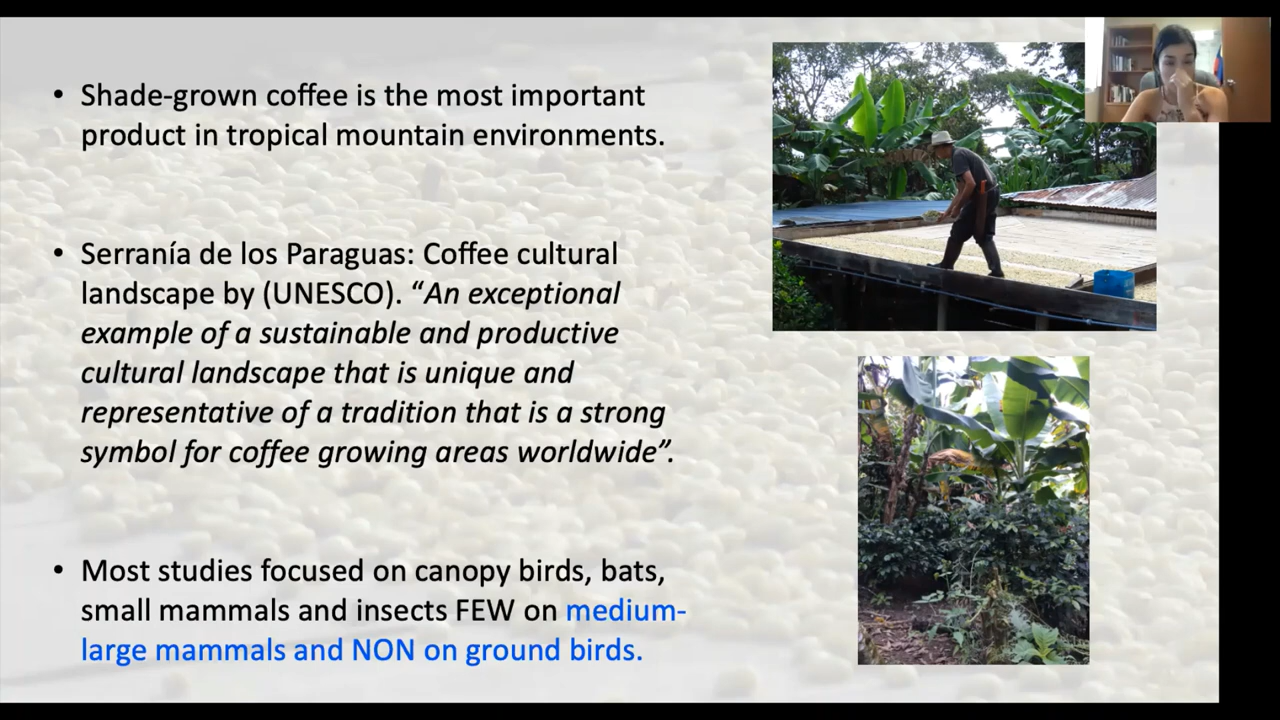 • Shade-grown coffee is the most important
product in tropical mountain environments.
• Serranía de los Paraguas: Coffee cultural
landscape by (UNESCO). “An exceptional
example of a sustainable and productive
cultural landscape that is unique and
representative of a tradition that is a strong
symbol for coffee growing areas worldwide”.
• Most studies focused on canopy birds, bats,
small mammals and insects FEW on medium-
large mammals and NON on ground birds.